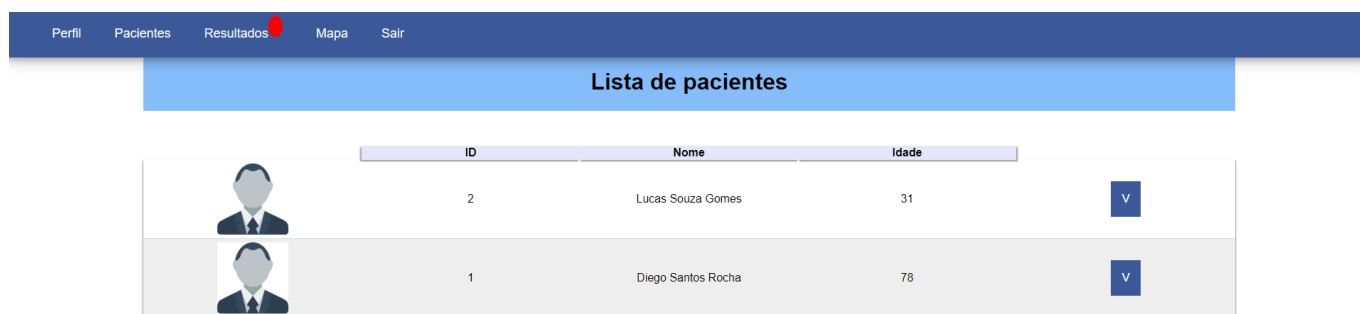 Perfil Pacientes Resultados Mapa Sair
Lista de pacientes
ID Nome Idade
2 Lucas Souza Gomes 31 V
1 Diego Santos Rocha 78 V